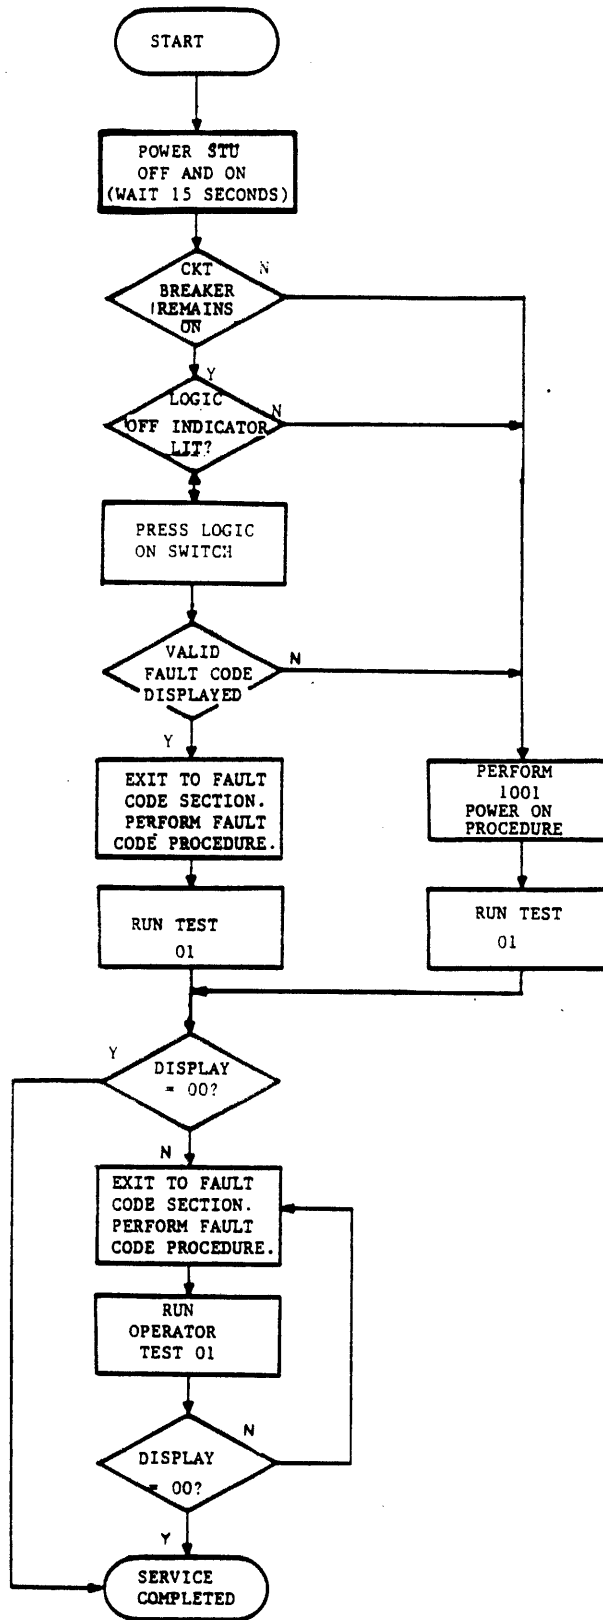 START
POWER STU
OFF AND ON
(WAIT 15 SECONDS)
CKT
BREAKER
REMAINS
ON
N
Y
LOGIC
OFF INDICATOR
LIT?
N
PRESS LOGIC
ON SWITCH
VALID
FAULT CODE
DISPLAYED
N
Y
EXIT TO FAULT
CODE SECTION.
PERFORM FAULT
CODE PROCEDURE.
PERFORM
1001
POWER ON
PROCEDURE
RUN TEST
01
RUN TEST
01
Y
DISPLAY
= 00?
N
EXIT TO FAULT
CODE SECTION.
PERFORM FAULT
CODE PROCEDURE.
RUN
OPERATOR
TEST 01
N
DISPLAY
= 00?
Y
SERVICE
COMPLETED